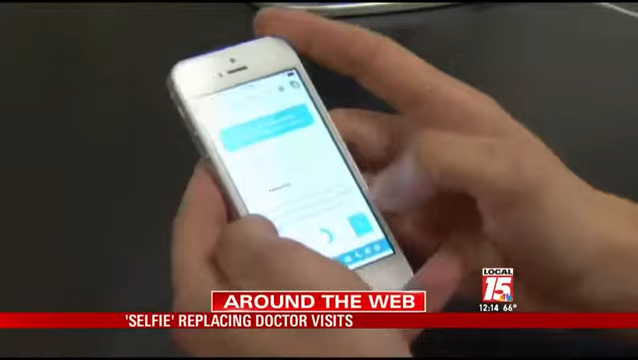 AROUND THE WEB
LOCAL
15
12:14 66°
'SELFIE' REPLACING DOCTOR VISITS